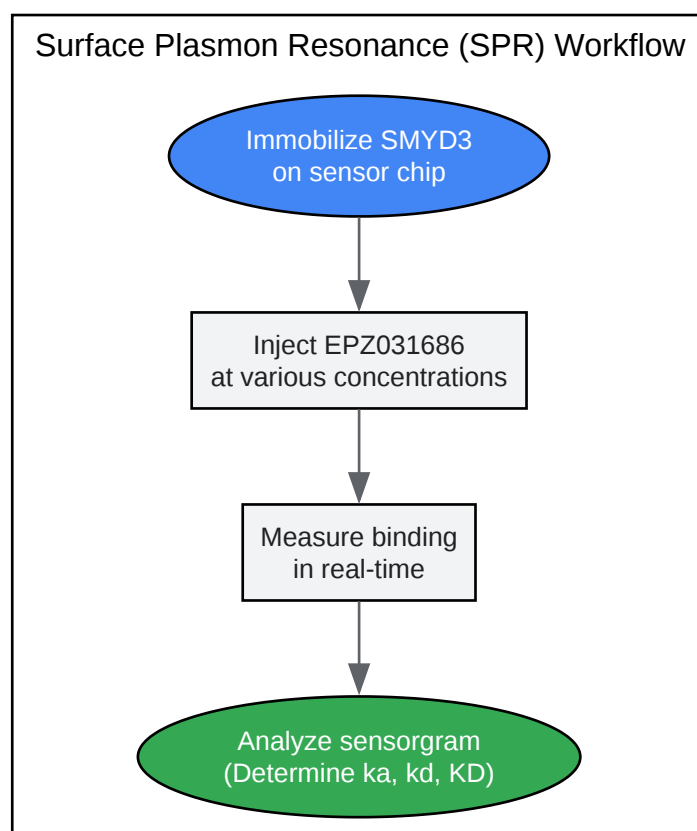 Surface Plasmon Resonance (SPR) Workflow
Immobilize SMYD3
on sensor chip
Inject EPZ031686
at various concentrations
Measure binding
in real-time
Analyze sensorgram
(Determine ka, kd, KD)